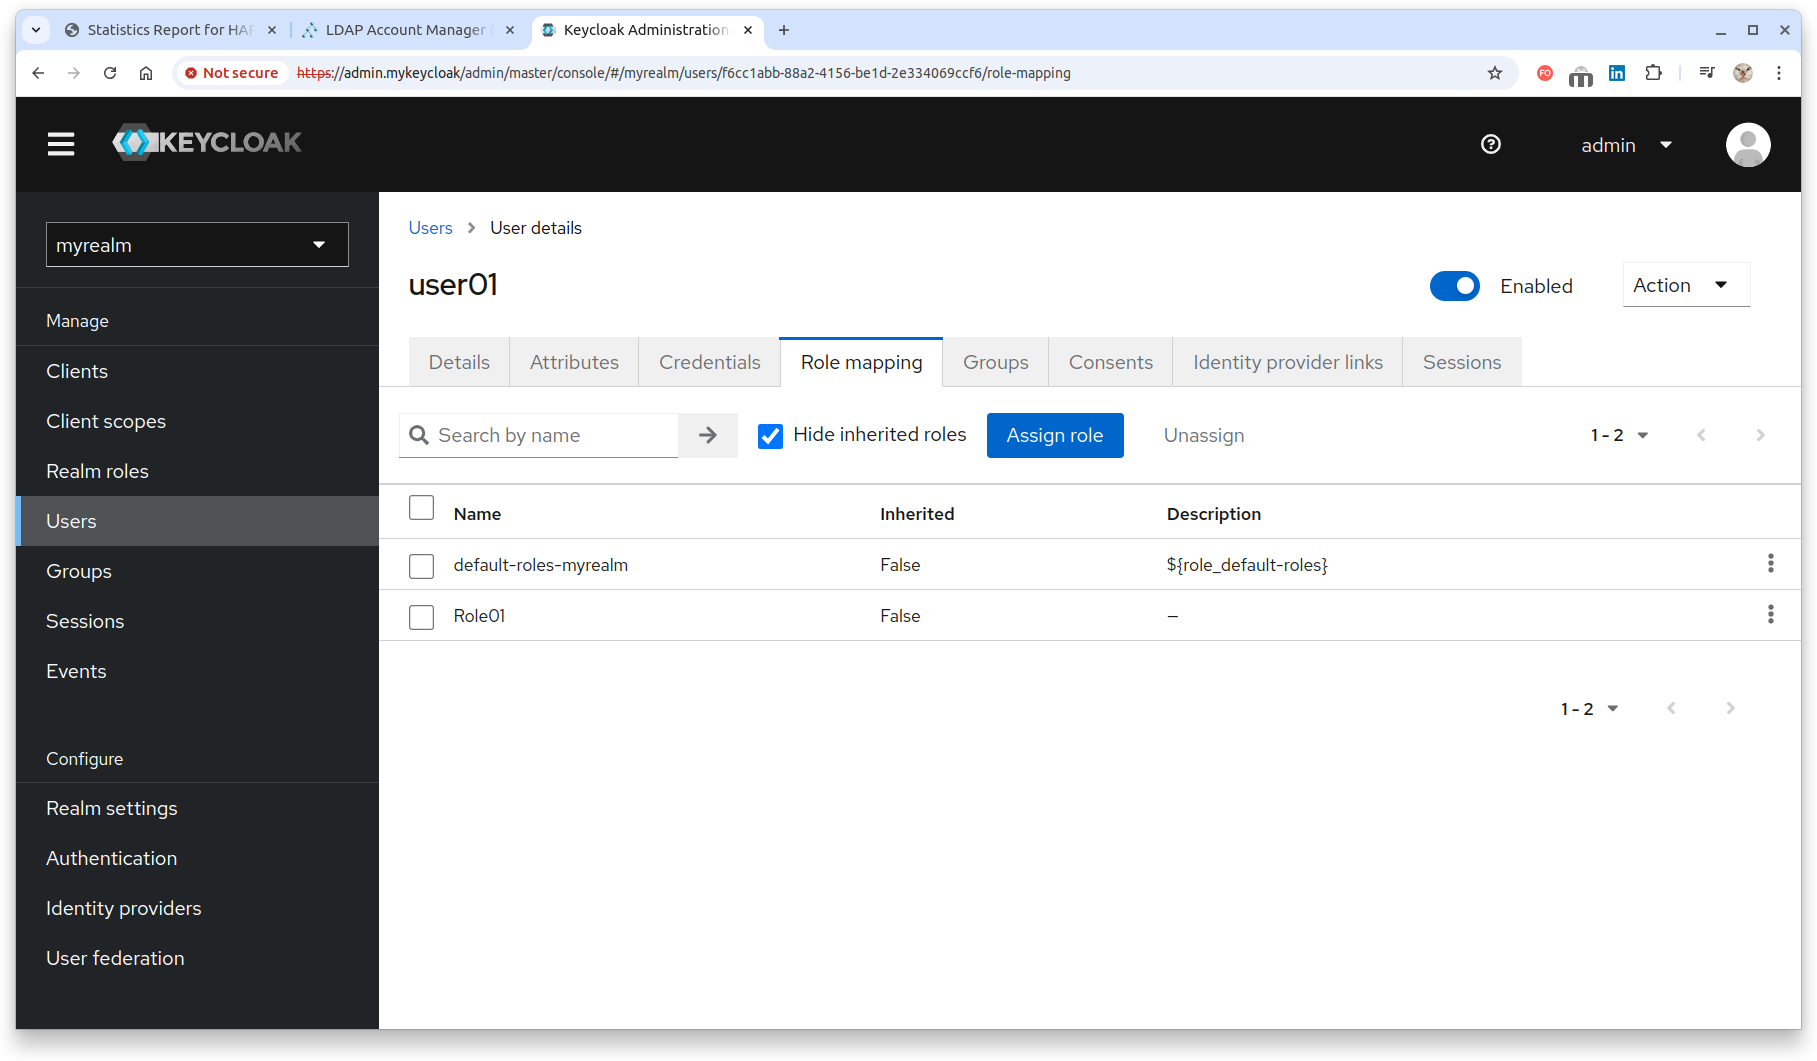 Statistics Report for HAP
LDAP Account Manager
Keycloak Administration
Not secure https://admin.mykeycloak/admin/master/console/#/myrealm/users/f6cc1abb-88a2-4156-be1d-2e334069ccf6/role-mapping
FO
in
KEYCLOAK
admin
myrealm
Manage
Clients
Client scopes
Realm roles
Users
Groups
Sessions
Events
Configure
Realm settings
Authentication
Identity providers
User federation
Users > User details
user01
Enabled
Action
Details Attributes Credentials Role mapping Groups Consents Identity provider links Sessions
Search by name Hide inherited roles Assign role Unassign 1 - 2
Name Inherited Description
default-roles-myrealm False ${role_default-roles}
Role01 False —
1 - 2